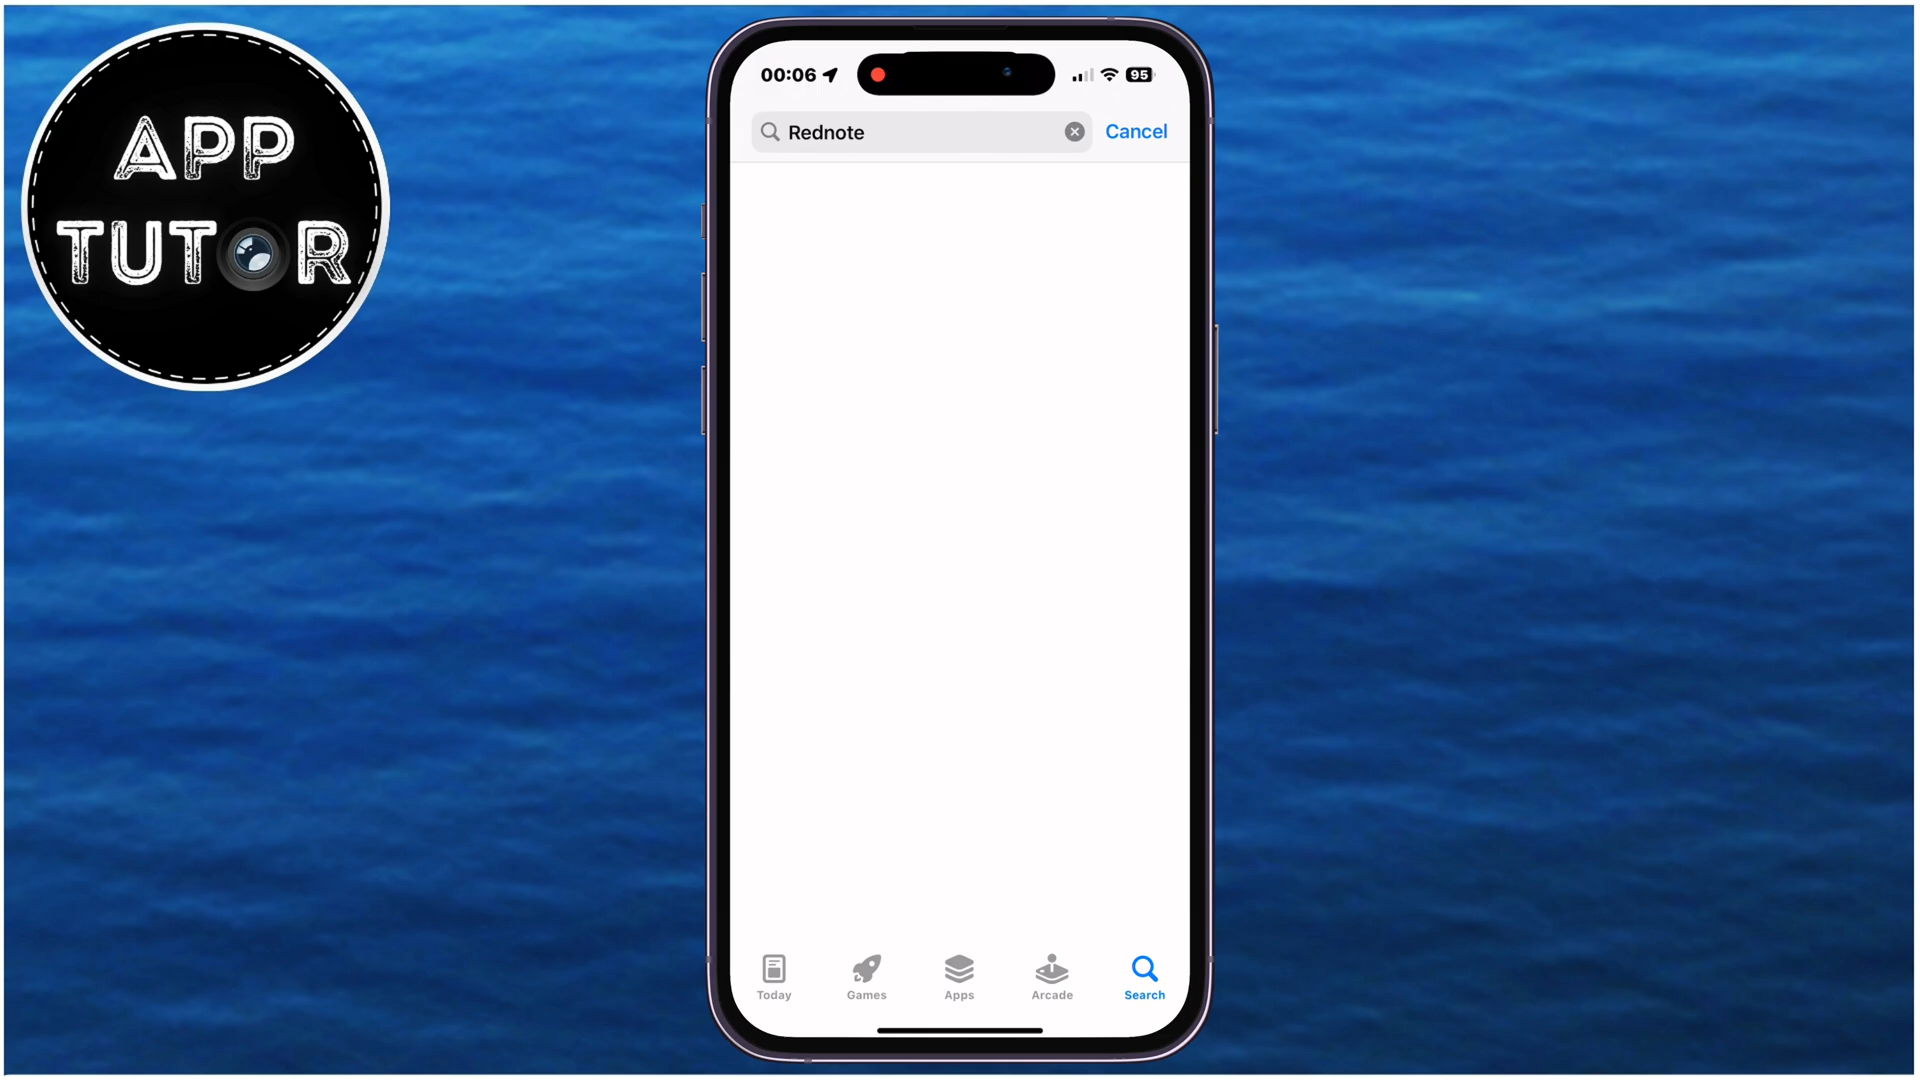 APP
TUTOR
00:06
95
Rednote
Cancel
Today
Games
Apps
Arcade
Search